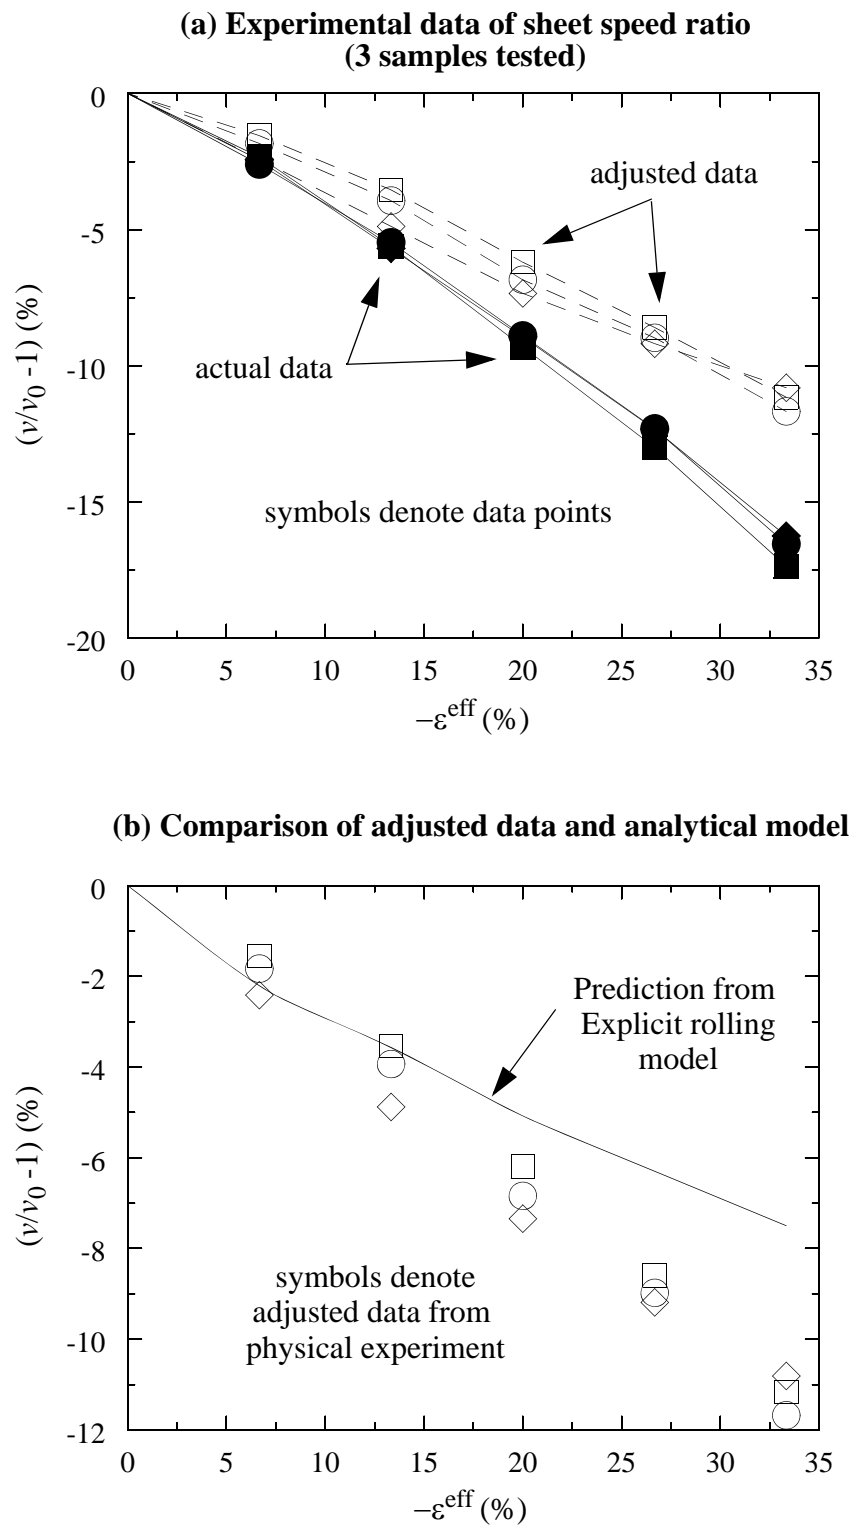 (a) Experimental data of sheet speed ratio
(3 samples tested)
0
-5
-10
-15
-20
(v/v0 -1) (%)
adjusted data
actual data
symbols denote data points
0 5 10 15 20 25 30 35
−εeff (%)
(b) Comparison of adjusted data and analytical model
0
-2
-4
-6
-8
-10
-12
(v/v0 -1) (%)
Prediction from
Explicit rolling
model
symbols denote
adjusted data from
physical experiment
0 5 10 15 20 25 30 35
−εeff (%)